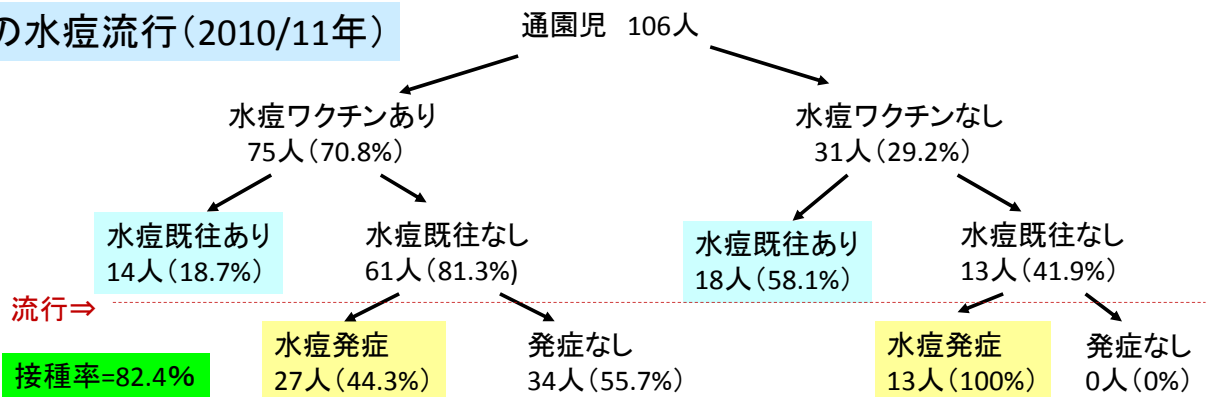 の水痘流行（2010/11年）
通園児 106人
水痘ワクチンあり
75人（70.8%）
水痘ワクチンなし
31人（29.2%）
水痘既往あり
14人（18.7%）
水痘既往なし
61人（81.3%)
水痘既往あり
18人（58.1%）
水痘既往なし
13人（41.9%）
流行⇒
接種率=82.4%
水痘発症
27人（44.3%）
発症なし
34人（55.7%）
水痘発症
13人（100%）
発症なし
0人（0%）